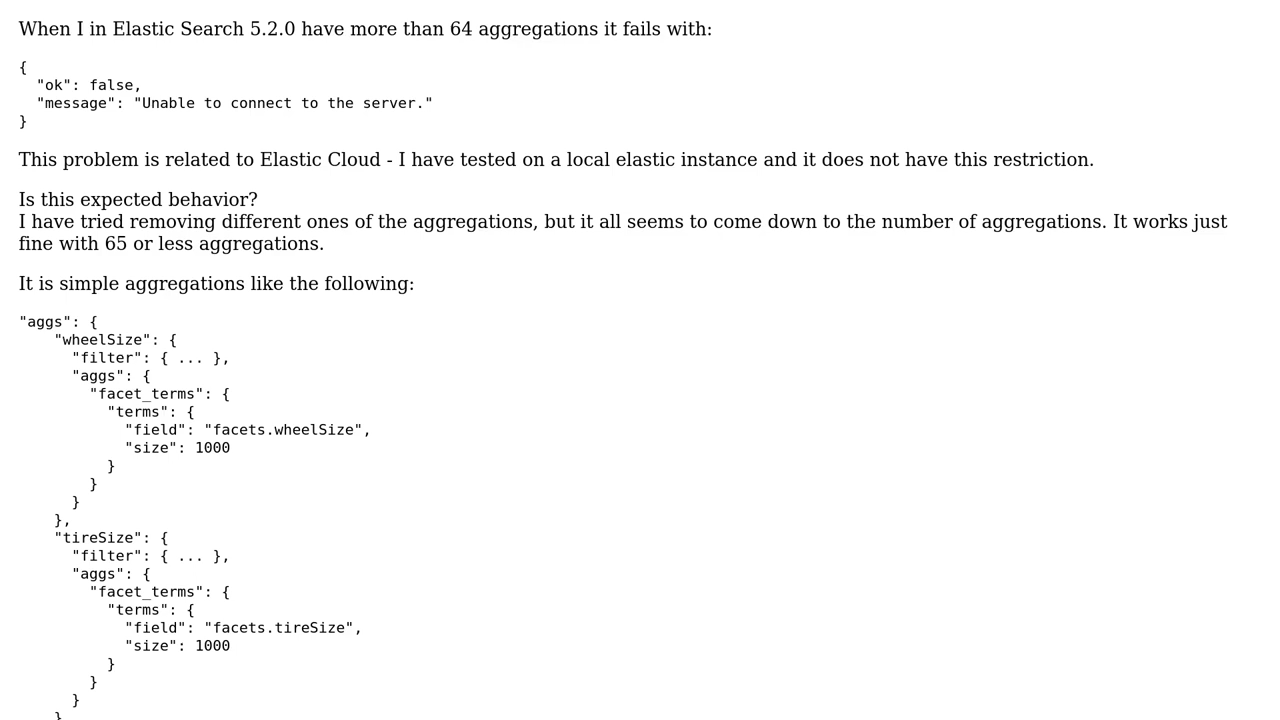 When I in Elastic Search 5.2.0 have more than 64 aggregations it fails with:
{
  "ok": false,
  "message": "Unable to connect to the server."
}
This problem is related to Elastic Cloud - I have tested on a local elastic instance and it does not have this restriction.
Is this expected behavior?
I have tried removing different ones of the aggregations, but it all seems to come down to the number of aggregations. It works just
fine with 65 or less aggregations.
It is simple aggregations like the following:
"aggs": {
    "wheelSize": {
      "filter": { ... },
      "aggs": {
        "facet_terms": {
          "terms": {
            "field": "facets.wheelSize",
            "size": 1000
          }
        }
      }
    },
    "tireSize": {
      "filter": { ... },
      "aggs": {
        "facet_terms": {
          "terms": {
            "field": "facets.tireSize",
            "size": 1000
          }
        }
      }
    }